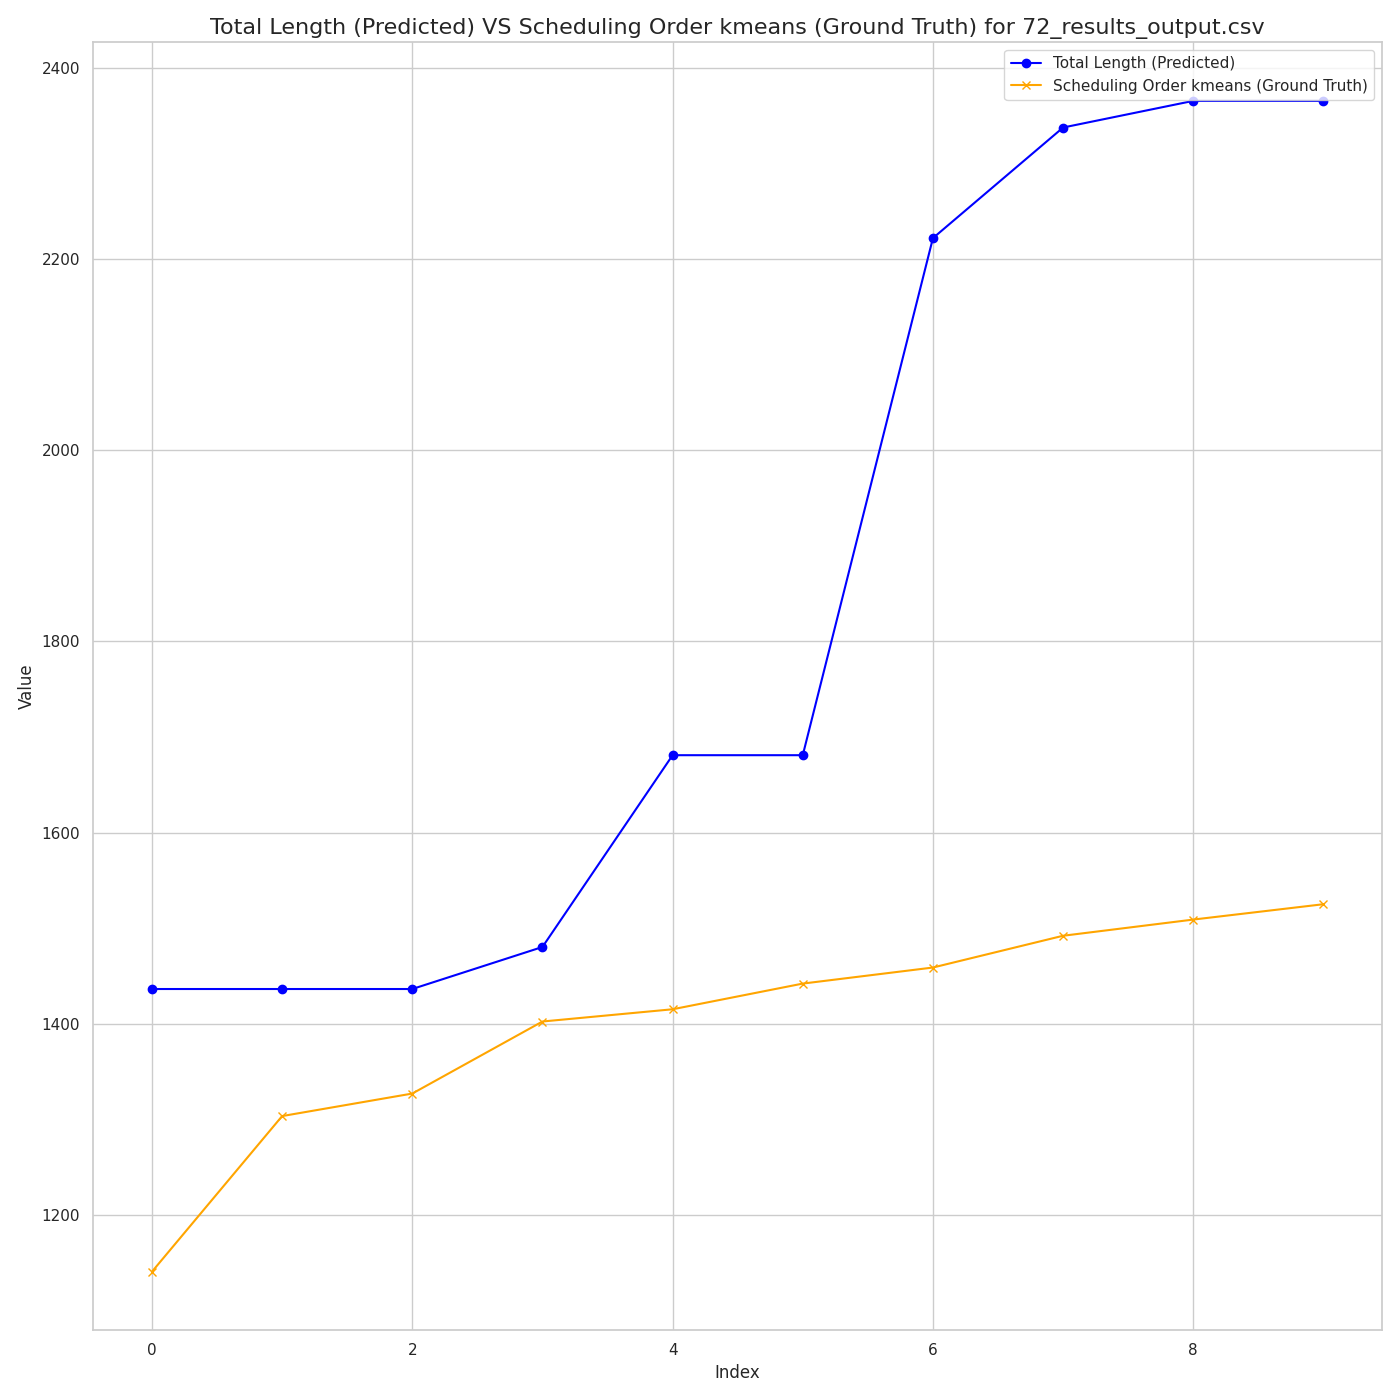 Total Length (Predicted) VS Scheduling Order kmeans (Ground Truth) for 72_results_output.csv
Total Length (Predicted)
Scheduling Order kmeans (Ground Truth)
2400
2200
2000
1800
1600
1400
1200
Value
0 2 4 6 8
Index